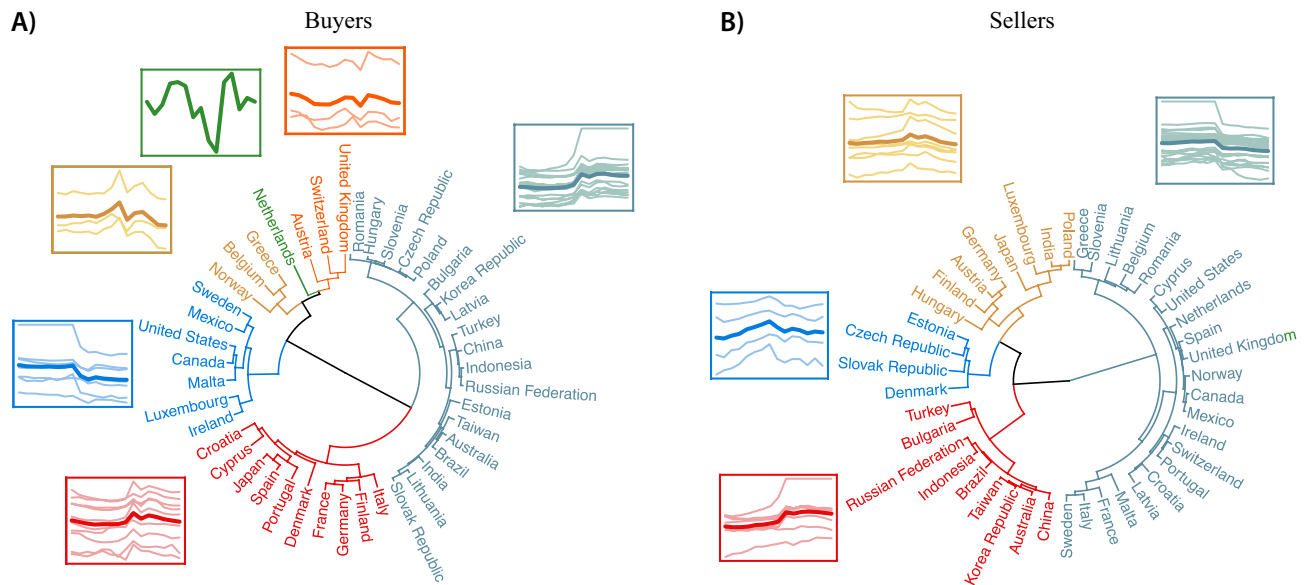 A)
Buyers
Netherlands
Austria
Switzerland
United Kingdom
Romania
Hungary
Slovenia
Czech Republic
Poland
Bulgaria
Korea Republic
Latvia
Turkey
China
Indonesia
Russian Federation
Estonia
Taiwan
Australia
Brazil
India
Lithuania
Slovak Republic
Italy
Finland
Germany
France
Denmark
Portugal
Spain
Japan
Cyprus
Croatia
Ireland
Luxembourg
Malta
Canada
United States
Mexico
Sweden
Norway
Belgium
Greece
B)
Sellers
Hungary
Finland
Austria
Germany
Japan
Luxembourg
India
Poland
Greece
Slovenia
Lithuania
Belgium
Romania
Cyprus
United States
Netherlands
Spain
United Kingdom
Norway
Canada
Mexico
Ireland
Switzerland
Portugal
Croatia
Latvia
Malta
France
Italy
Sweden
China
Australia
Korea Republic
Taiwan
Brazil
Indonesia
Russian Federation
Bulgaria
Turkey
Denmark
Slovak Republic
Czech Republic
Estonia